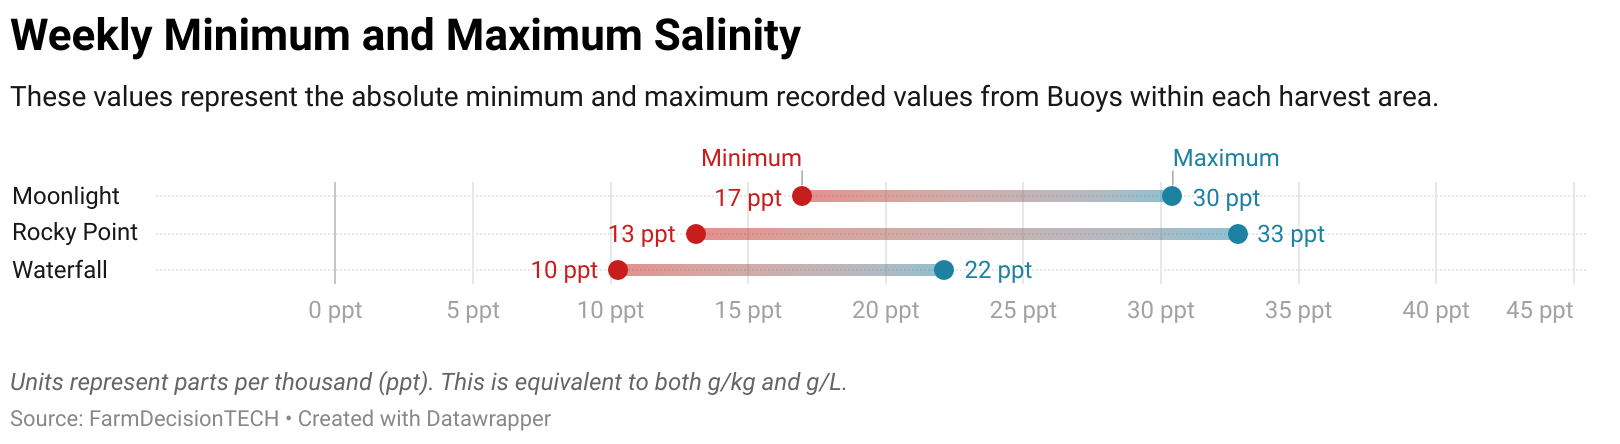 Weekly Minimum and Maximum Salinity
These values represent the absolute minimum and maximum recorded values from Buoys within each harvest area.
Minimum Maximum
Moonlight 17 ppt 30 ppt
Rocky Point 13 ppt 33 ppt
Waterfall 10 ppt 22 ppt
0 ppt 5 ppt 10 ppt 15 ppt 20 ppt 25 ppt 30 ppt 35 ppt 40 ppt 45 ppt
Units represent parts per thousand (ppt). This is equivalent to both g/kg and g/L.
Source: FarmDecisionTECH • Created with Datawrapper